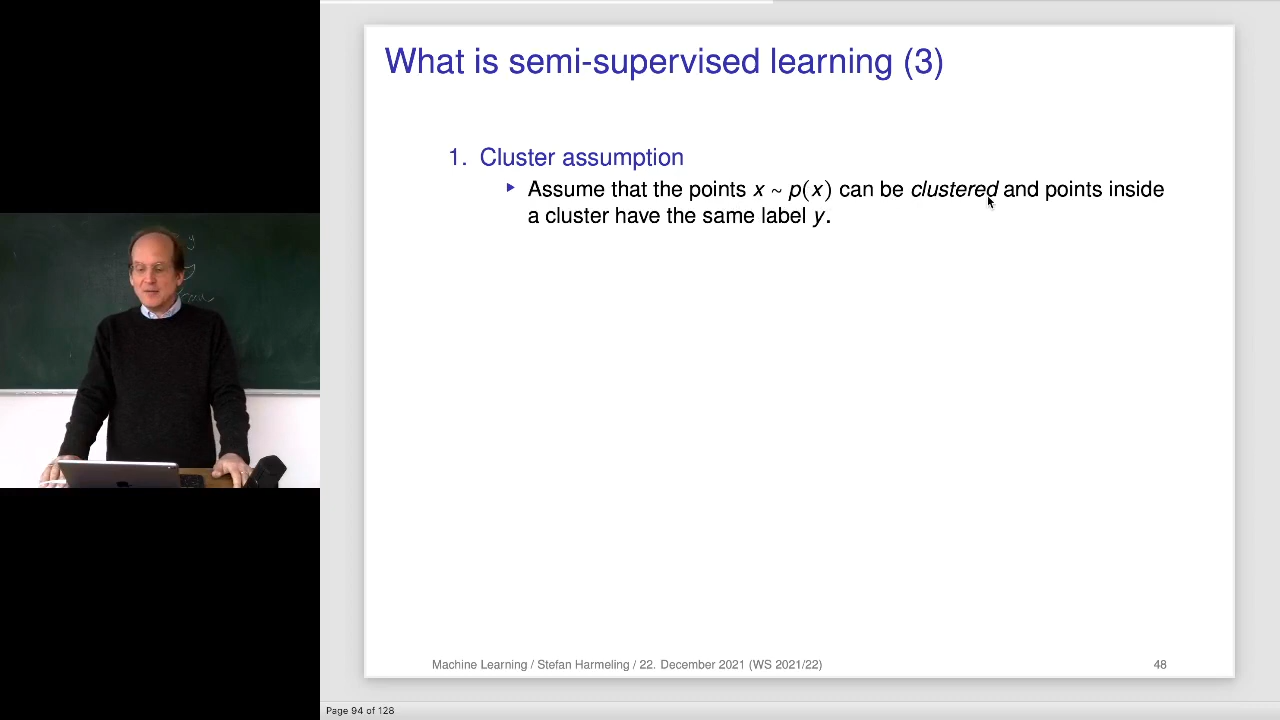 What is semi-supervised learning (3)
1. Cluster assumption
▸ Assume that the points x ~ p(x) can be clustered and points inside
a cluster have the same label y.
Machine Learning / Stefan Harmeling / 22. December 2021 (WS 2021/22)
48
Page 94 of 128